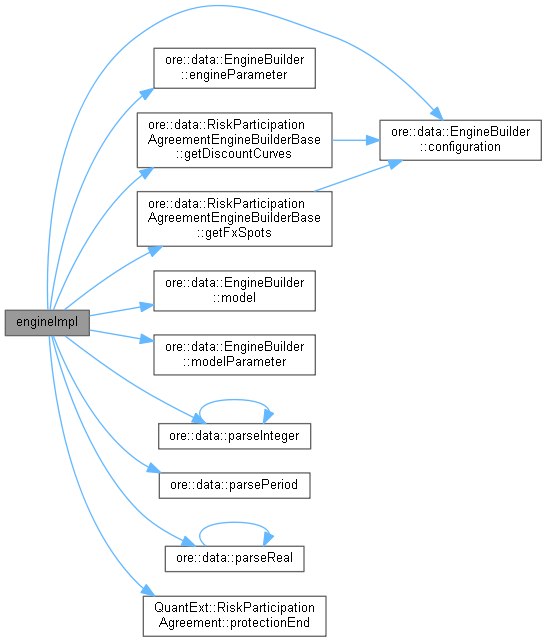 ore::data::EngineBuilder
::engineParameter
ore::data::RiskParticipation
AgreementEngineBuilderBase
::getDiscountCurves
ore::data::EngineBuilder
::configuration
ore::data::RiskParticipation
AgreementEngineBuilderBase
::getFxSpots
ore::data::EngineBuilder
::model
engineImpl
ore::data::EngineBuilder
::modelParameter
ore::data::parseInteger
ore::data::parsePeriod
ore::data::parseReal
QuantExt::RiskParticipation
Agreement::protectionEnd